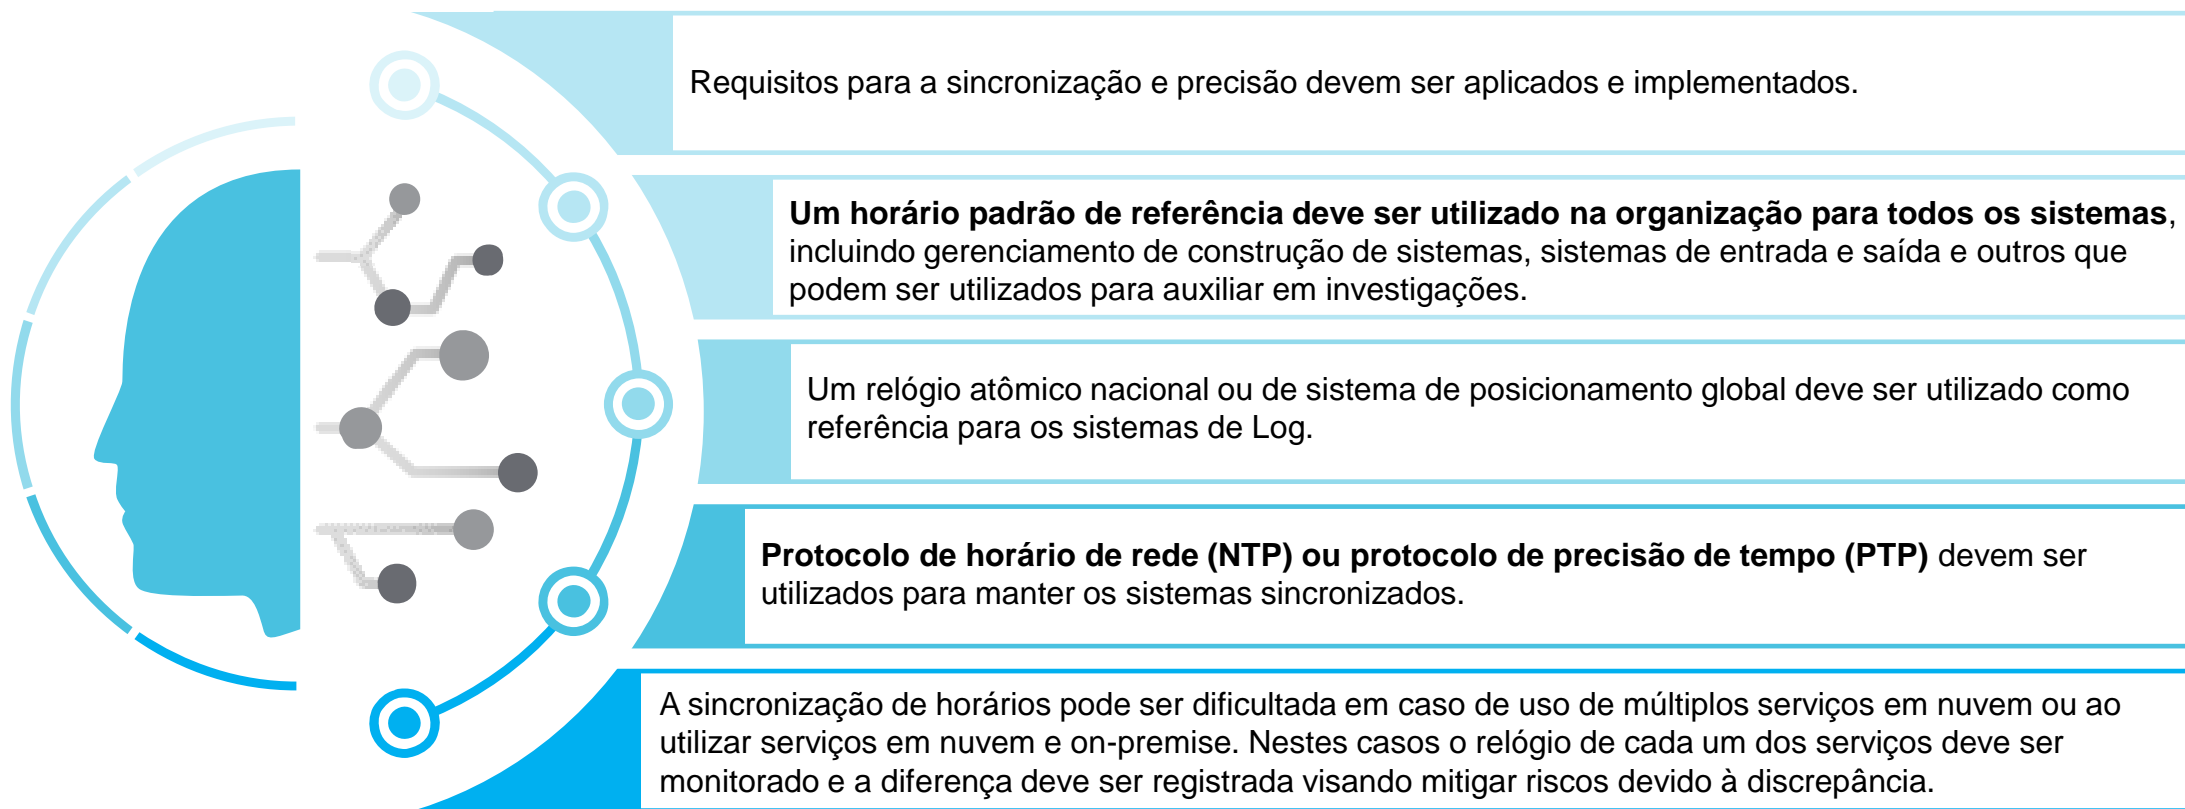 Requisitos para a sincronização e precisão devem ser aplicados e implementados.
Um horário padrão de referência deve ser utilizado na organização para todos os sistemas,
incluindo gerenciamento de construção de sistemas, sistemas de entrada e saída e outros que
podem ser utilizados para auxiliar em investigações.
Um relógio atômico nacional ou de sistema de posicionamento global deve ser utilizado como
referência para os sistemas de Log.
Protocolo de horário de rede (NTP) ou protocolo de precisão de tempo (PTP) devem ser
utilizados para manter os sistemas sincronizados.
A sincronização de horários pode ser dificultada em caso de uso de múltiplos serviços em nuvem ou ao
utilizar serviços em nuvem e on-premise. Nestes casos o relógio de cada um dos serviços deve ser
monitorado e a diferença deve ser registrada visando mitigar riscos devido à discrepância.